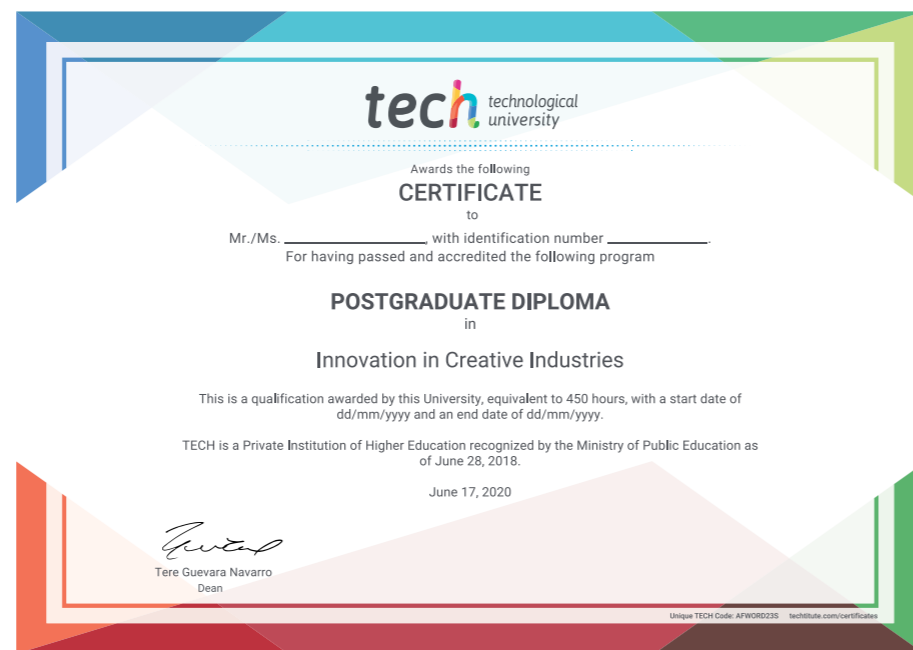 tech technological
university
Awards the following
CERTIFICATE
to
Mr./Ms. ____________________, with identification number ______________.
For having passed and accredited the following program
POSTGRADUATE DIPLOMA
in
Innovation in Creative Industries
This is a qualification awarded by this University, equivalent to 450 hours, with a start date of
dd/mm/yyyy and an end date of dd/mm/yyyy.
TECH is a Private Institution of Higher Education recognized by the Ministry of Public Education as
of June 28, 2018.
June 17, 2020
Tere Guevara Navarro
Dean
Unique TECH Code: AFWORD23S techtitute.com/certificates